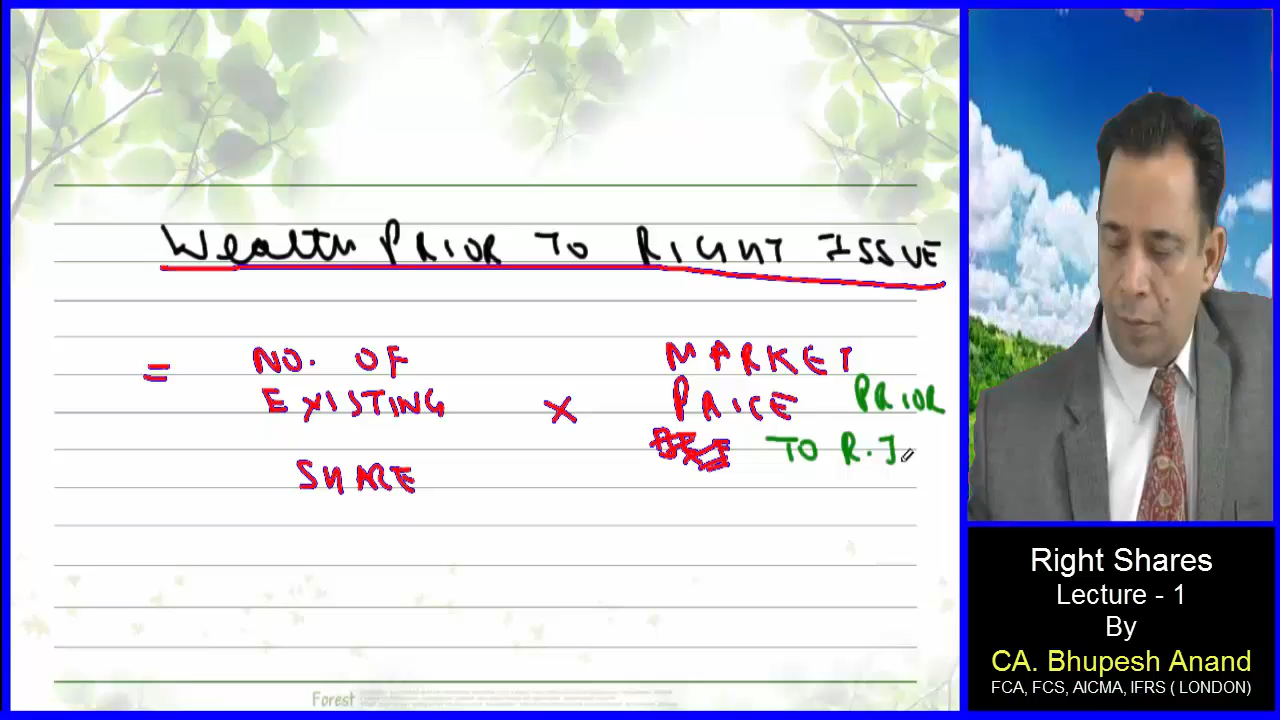 Wealth PRIOR TO RIGHT ISSUE
= NO. OF EXISTING SHARE × MARKET PRICE PRIOR TO R.I
Forest
Right Shares
Lecture - 1
By
CA. Bhupesh Anand
FCA, FCS, AICMA, IFRS ( LONDON)